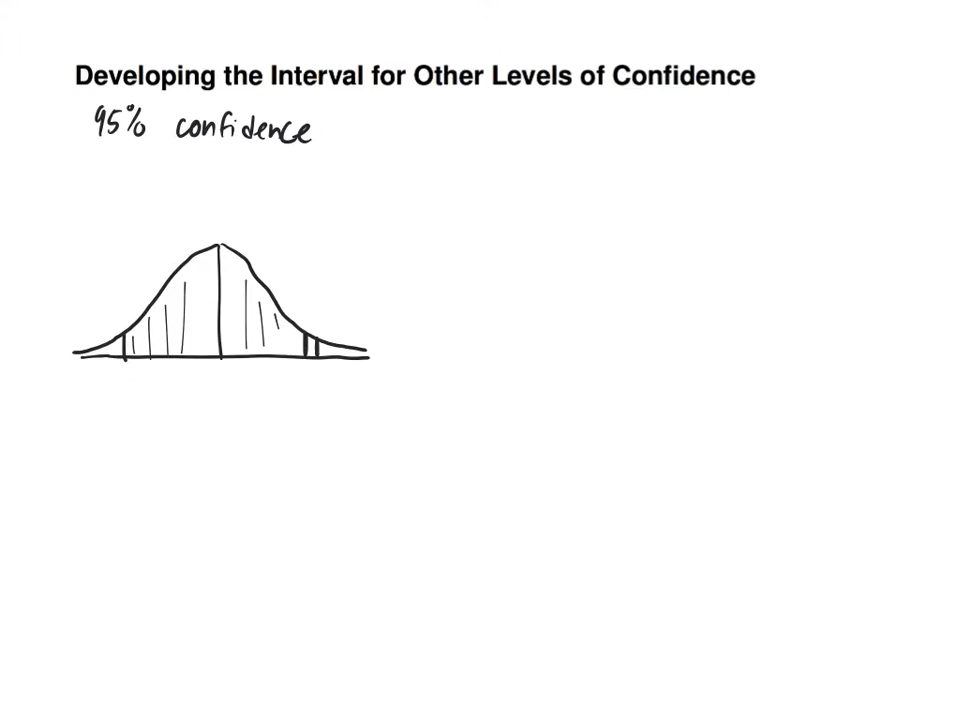 Developing the Interval for Other Levels of Confidence
95% confidence